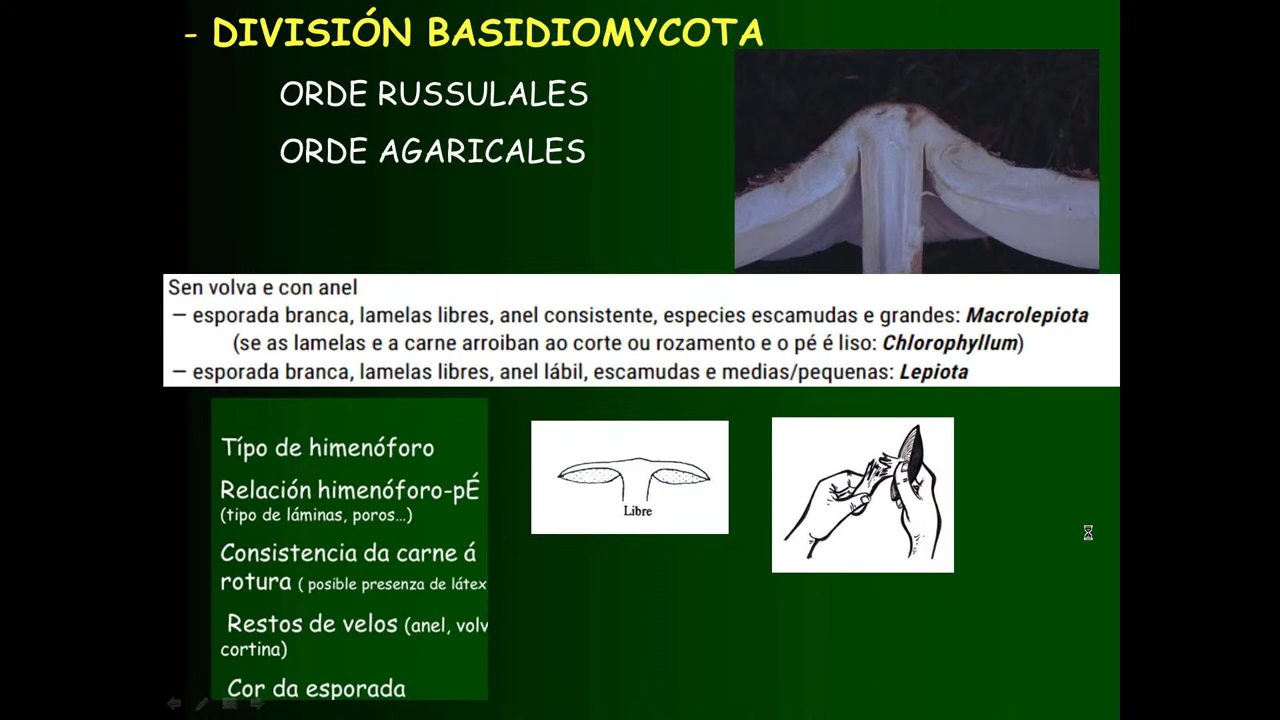 - DIVISIÓN BASIDIOMYCOTA
ORDE RUSSULALES
ORDE AGARICALES
Sen volva e con anel
– esporada branca, lamelas libres, anel consistente, especies escamudas e grandes: Macrolepiota
(se as lamelas e a carne arroiban ao corte ou rozamento e o pé é liso: Chlorophyllum)
– esporada branca, lamelas libres, anel lábil, escamudas e medias/pequenas: Lepiota
Típo de himenóforo
Relación himenóforo-pÉ
(tipo de láminas, poros...)
Consistencia da carne á
rotura ( posible presenza de látex
Restos de velos (anel, volv
cortina)
Cor da esporada
Libre